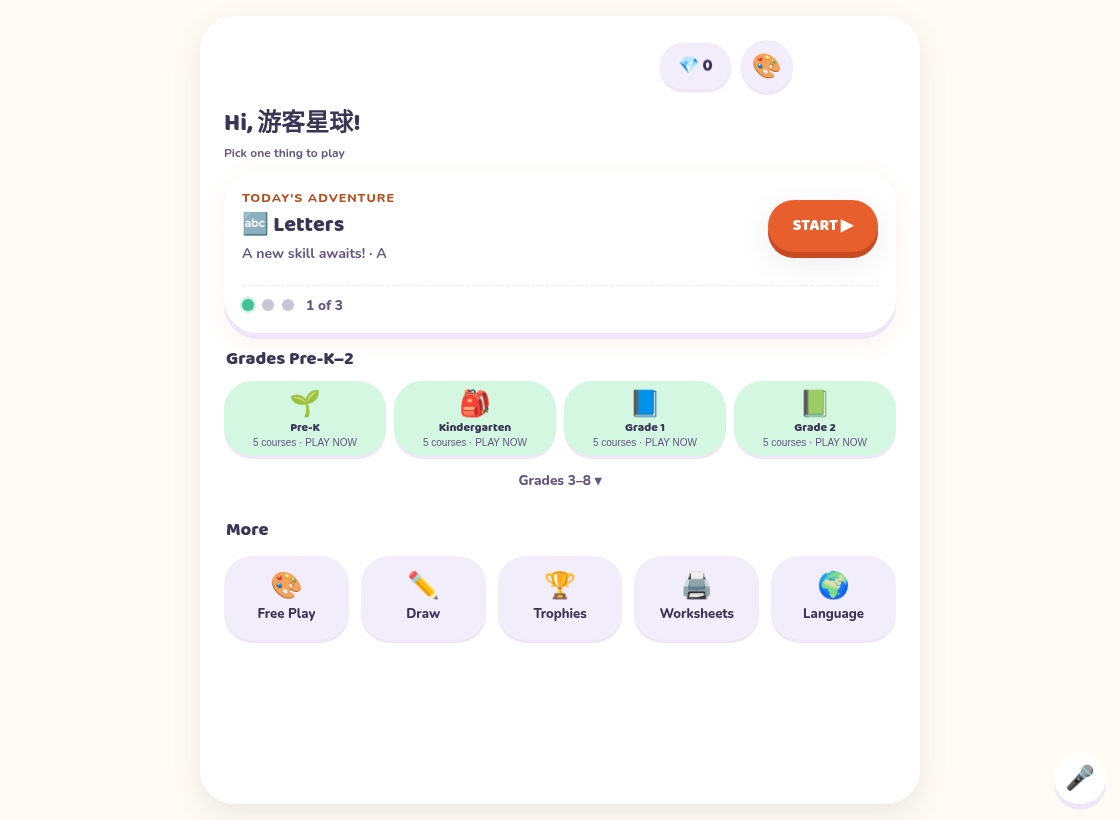 💎 0
Hi, 游客星球!
Pick one thing to play
TODAY'S ADVENTURE
🔤 Letters
A new skill awaits! · A
START ▶
1 of 3
Grades Pre-K–2
Pre-K
5 courses · PLAY NOW
Kindergarten
5 courses · PLAY NOW
Grade 1
5 courses · PLAY NOW
Grade 2
5 courses · PLAY NOW
Grades 3–8 ▾
More
Free Play
Draw
Trophies
Worksheets
Language